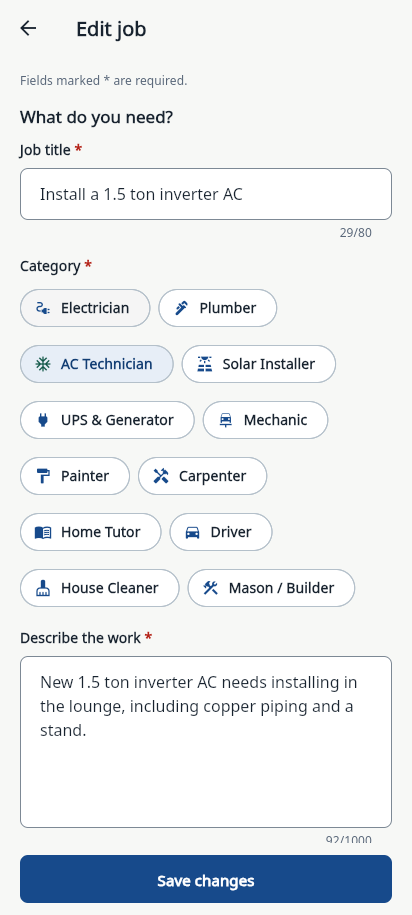 Edit job
Fields marked * are required.
What do you need?
Job title *
Install a 1.5 ton inverter AC
29/80
Category *
Electrician
Plumber
AC Technician
Solar Installer
UPS & Generator
Mechanic
Painter
Carpenter
Home Tutor
Driver
House Cleaner
Mason / Builder
Describe the work *
New 1.5 ton inverter AC needs installing in
the lounge, including copper piping and a
stand.
92/1000
Save changes